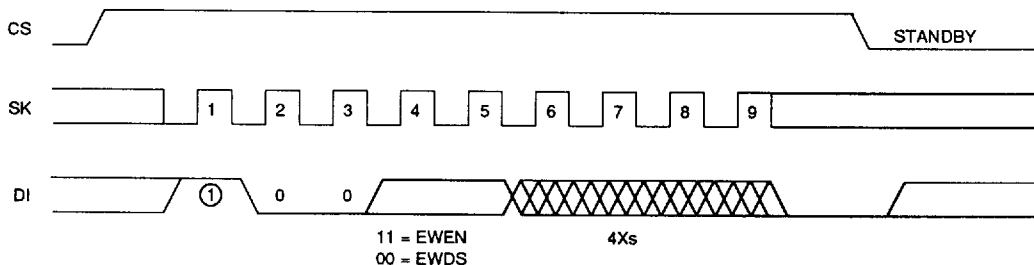 CS
STANDBY
SK 1 2 3 4 5 6 7 8 9
DI ① 0 0
11 = EWEN 4Xs
00 = EWDS